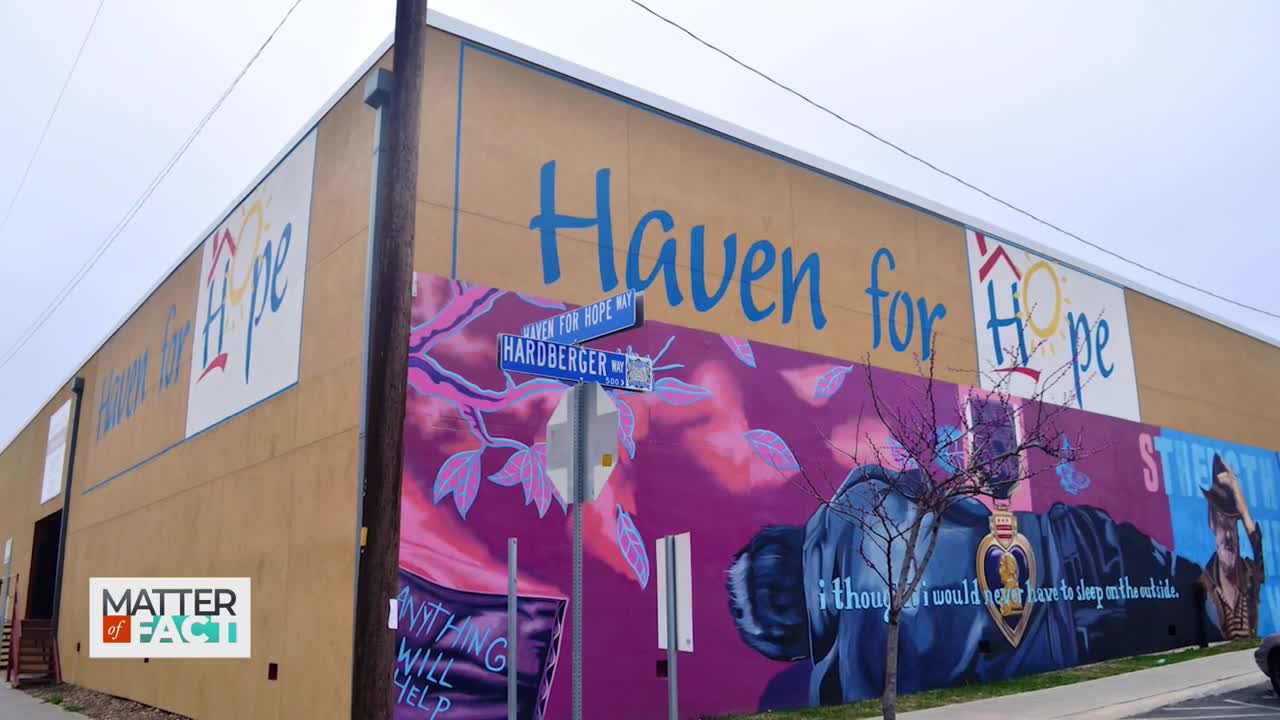 Haven for Hope
Haven for Hope
HAVEN FOR HOPE WAY
HARDBERGER WAY
500
STRENGTH
i thought i would never have to sleep on the outside.
ANYTHING
WILL
HELP
MATTER
of FACT